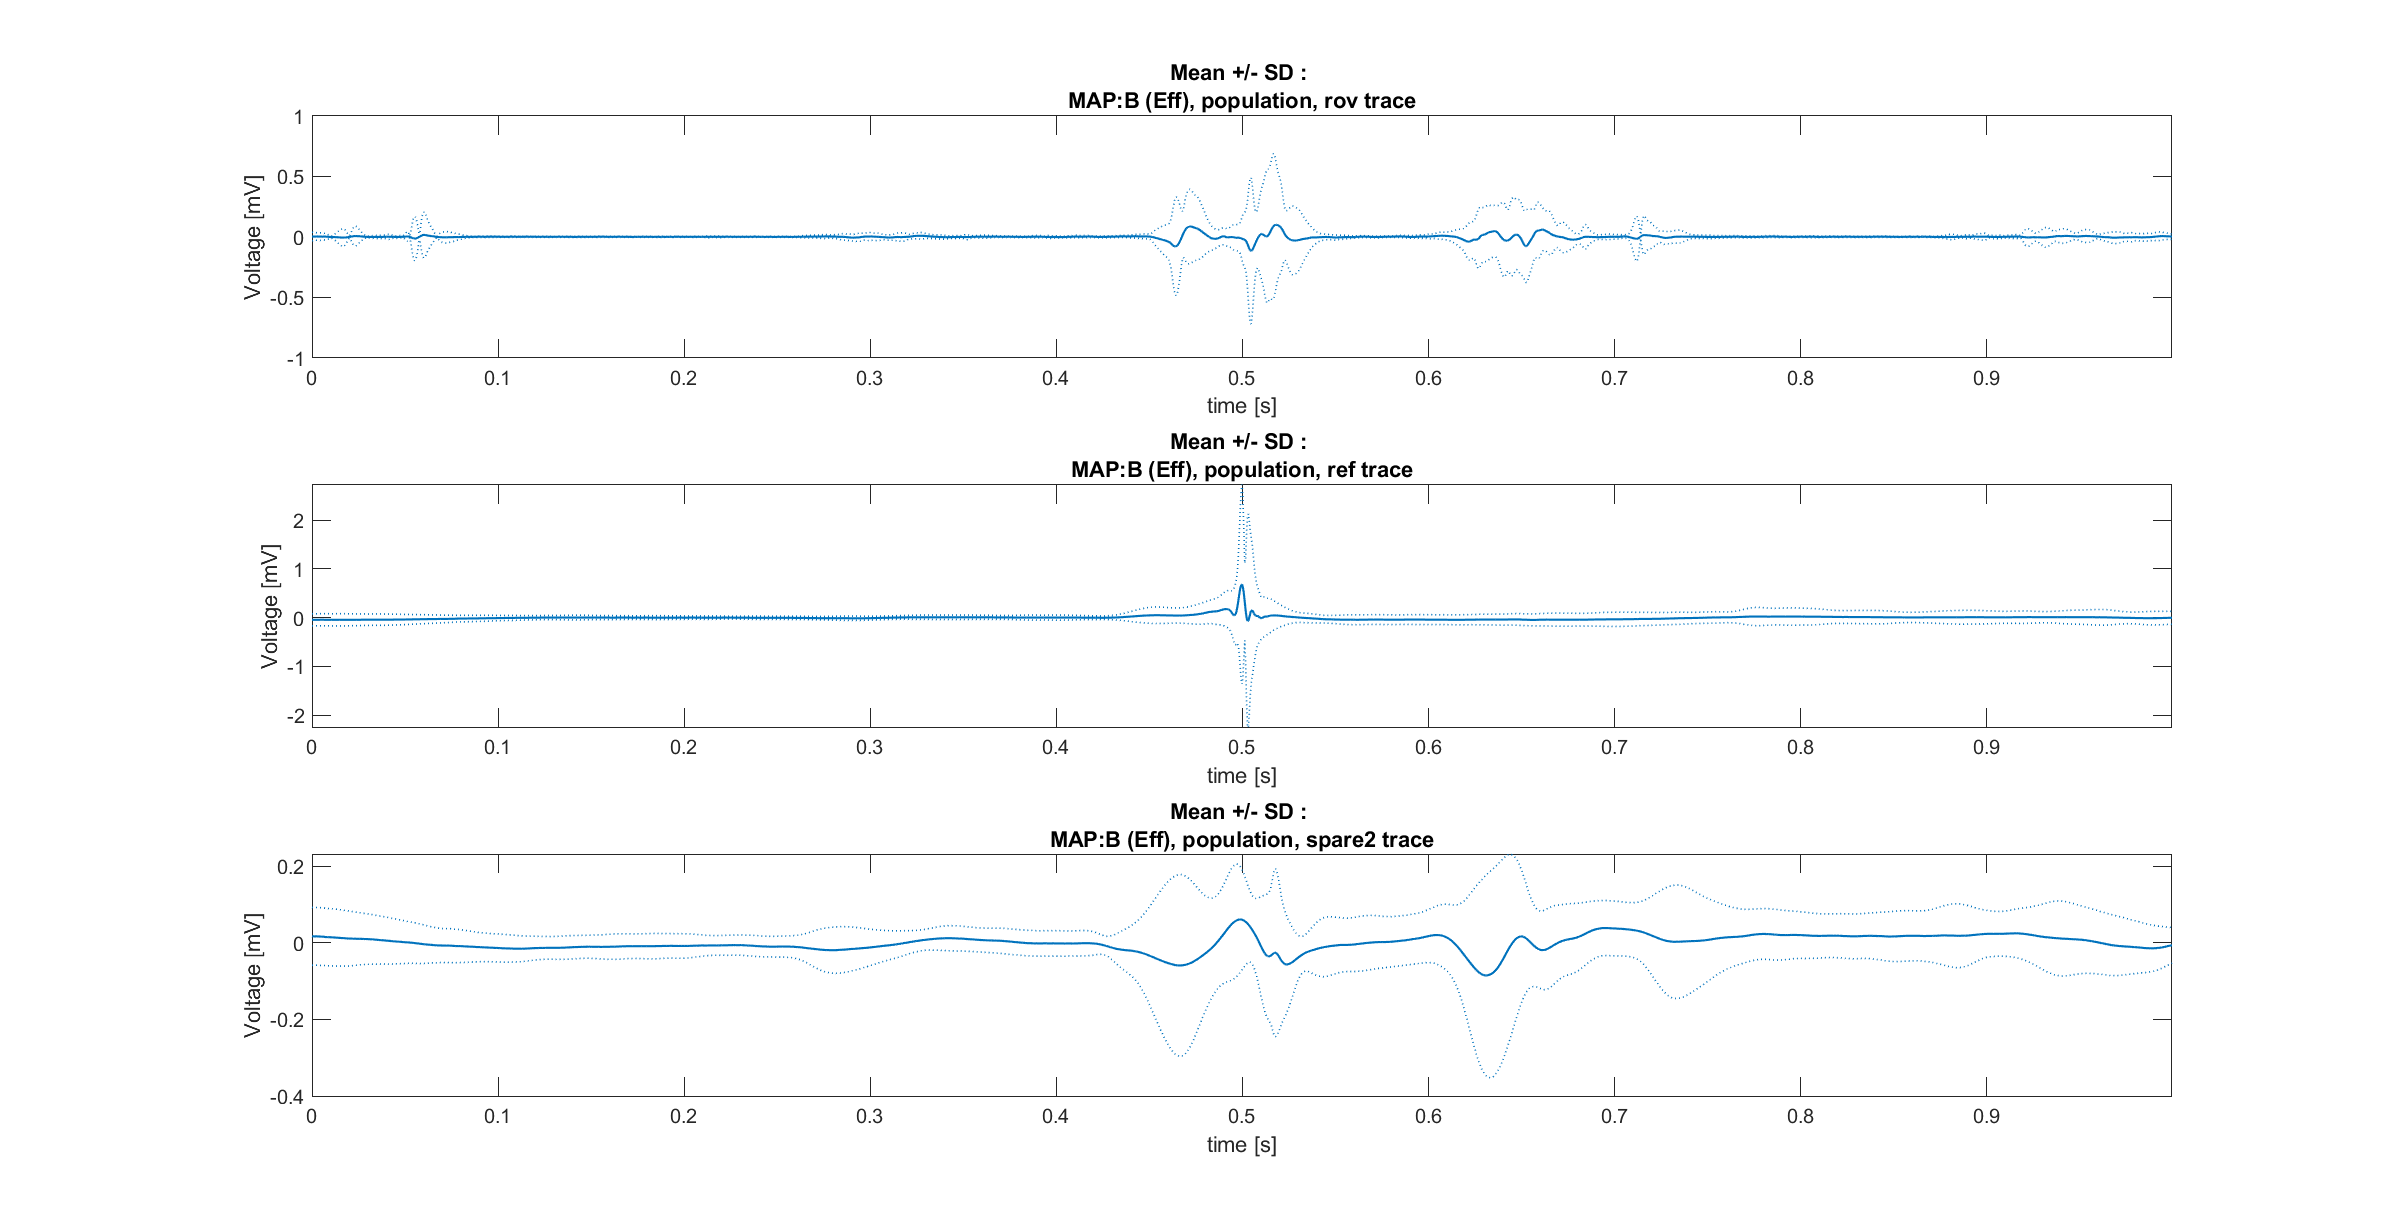 Mean +/- SD :
MAP:B (Eff), population, rov trace
1
0.5
0
-0.5
-1
Voltage [mV]
0 0.1 0.2 0.3 0.4 0.5 0.6 0.7 0.8 0.9
time [s]
Mean +/- SD :
MAP:B (Eff), population, ref trace
2
1
0
-1
-2
Voltage [mV]
0 0.1 0.2 0.3 0.4 0.5 0.6 0.7 0.8 0.9
time [s]
Mean +/- SD :
MAP:B (Eff), population, spare2 trace
0.2
0
-0.2
-0.4
Voltage [mV]
0 0.1 0.2 0.3 0.4 0.5 0.6 0.7 0.8 0.9
time [s]